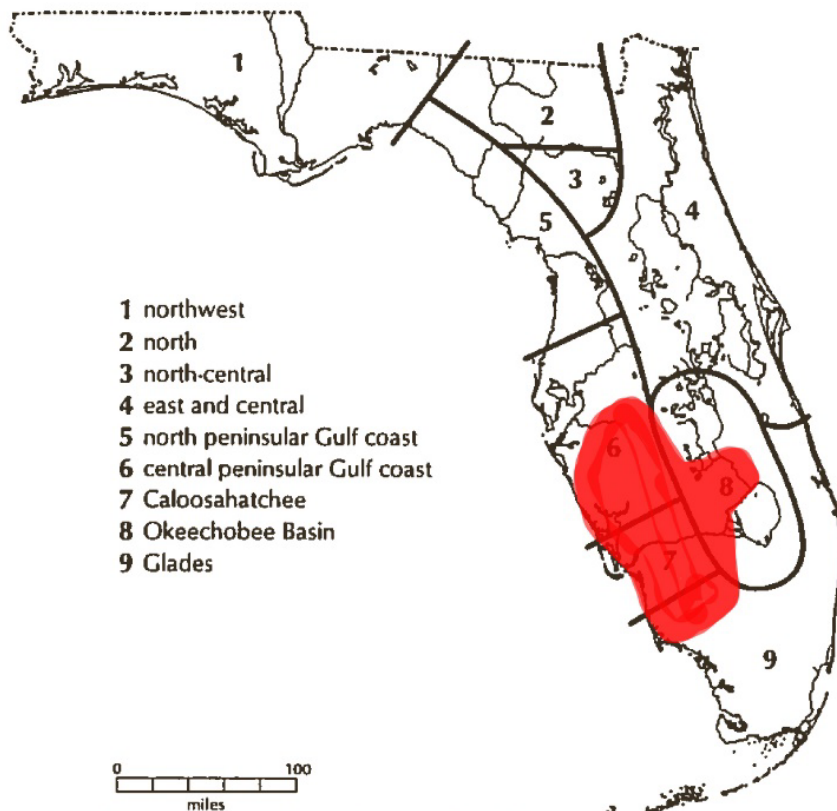 1
2
3
4
5
1 northwest
2 north
3 north-central
4 east and central
5 north peninsular Gulf coast
6 central peninsular Gulf coast
7 Caloosahatchee
8 Okeechobee Basin
9 Glades
6
8
7
9
0 100
miles